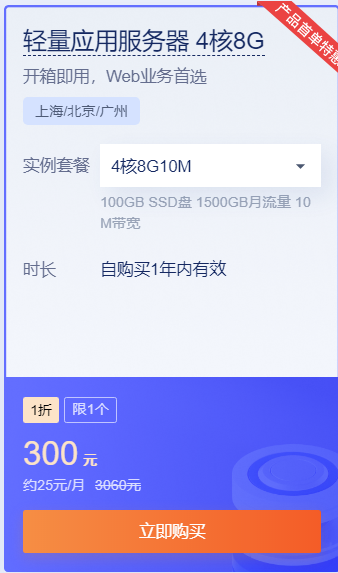 产品首单特惠
轻量应用服务器 4核8G
开箱即用，Web业务首选
上海/北京/广州
实例套餐 4核8G10M
100GB SSD盘 1500GB月流量 10
M带宽
时长 自购买1年内有效
1折 限1个
300 元
约25元/月 3060元
立即购买